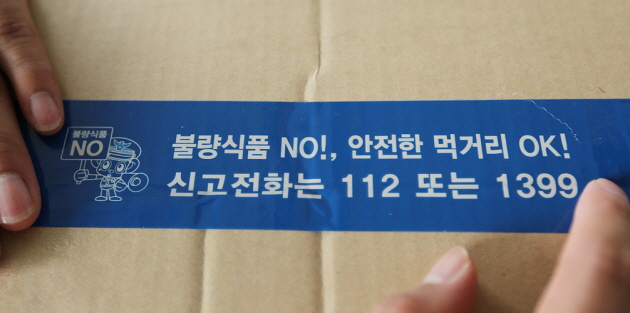 불량식품
NO
불량식품 NO!, 안전한 먹거리 OK!
신고전화는 112 또는 1399